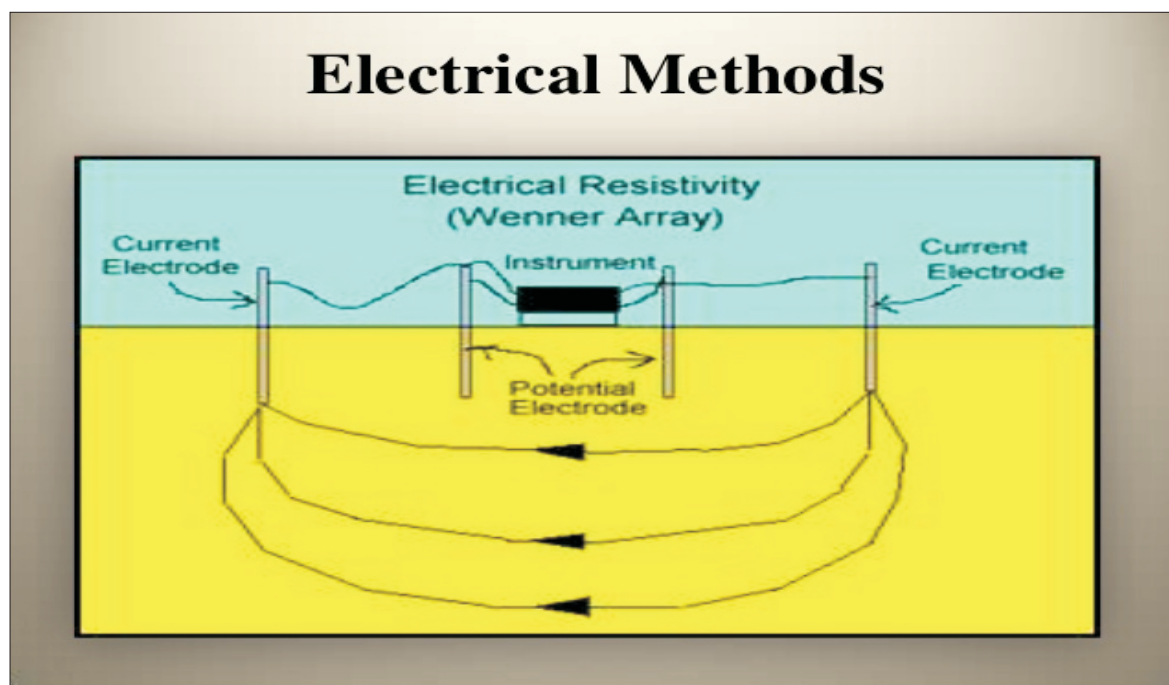 Electrical Methods
Electrical Resistivity
(Wenner Array)
Current
Electrode
Instrument
Current
Electrode
Potential
Electrode